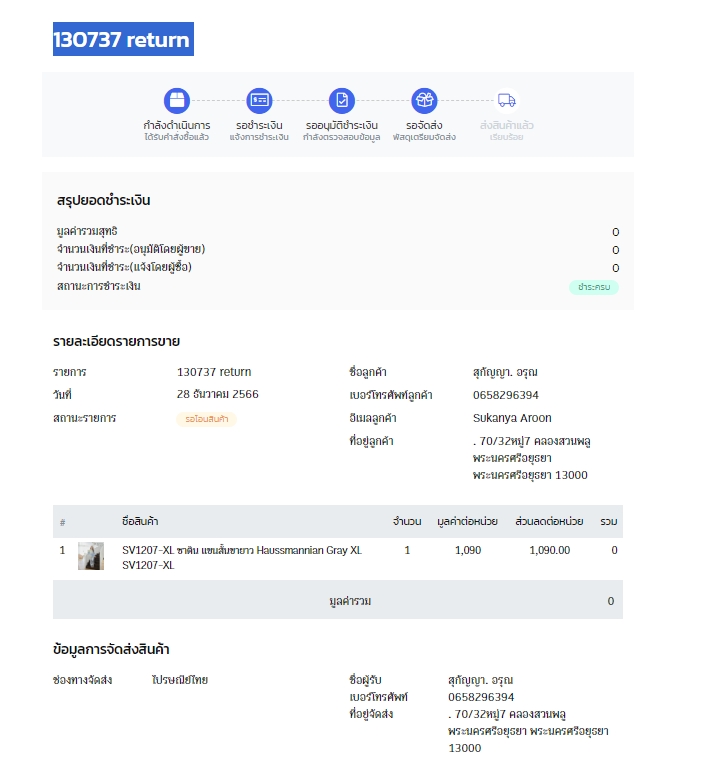 130737 return
กำลังดำเนินการ
ได้รับคำสั่งซื้อแล้ว
รอชำระเงิน
แจ้งการชำระเงิน
รออนุมัติชำระเงิน
กำลังตรวจสอบข้อมูล
รอจัดส่ง
พัสดุเตรียมจัดส่ง
ส่งสินค้าแล้ว
เรียบร้อย
สรุปยอดชำระเงิน
มูลค่ารวมสุทธิ 0
จำนวนเงินที่ชำระ(อนุมัติโดยผู้ขาย) 0
จำนวนเงินที่ชำระ(แจ้งโดยผู้ซื้อ) 0
สถานะการชำระเงิน ชำระครบ
รายละเอียดรายการขาย
รายการ 130737 return
วันที่ 28 ธันวาคม 2566
สถานะรายการ รอโอนสินค้า
ชื่อลูกค้า สุกัญญา. อรุณ
เบอร์โทรศัพท์ลูกค้า 0658296394
อีเมลลูกค้า Sukanya Aroon
ที่อยู่ลูกค้า . 70/32หมู่7 คลองสวนพลู
พระนครศรีอยุธยา
พระนครศรีอยุธยา 13000
# ชื่อสินค้า จำนวน มูลค่าต่อหน่วย ส่วนลดต่อหน่วย รวม
1 SV1207-XL ซาติน แขนสั้นขายาว Haussmannian Gray XL 1 1,090 1,090.00 0
SV1207-XL
มูลค่ารวม 0
ข้อมูลการจัดส่งสินค้า
ช่องทางจัดส่ง ไปรษณีย์ไทย
ชื่อผู้รับ สุกัญญา. อรุณ
เบอร์โทรศัพท์ 0658296394
ที่อยู่จัดส่ง . 70/32หมู่7 คลองสวนพลู
พระนครศรีอยุธยา พระนครศรีอยุธยา
13000